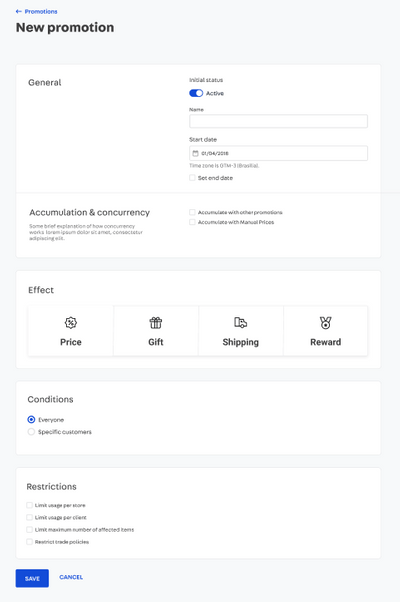 ← Promotions
New promotion
General
Initial status
Active
Name
Start date
01/04/2018
Time zone is GTM-3 (Brasília).
Set end date
Accumulation & concurrency
Some brief explanation of how concurrency
works. lorem ipsum dolor sit amet, consectetur
adipiscing elit.
Accumulate with other promotions
Accumulate with Manual Prices
Effect
Price
Gift
Shipping
Reward
Conditions
Everyone
Specific customers
Restrictions
Limit usage per store
Limit usage per client
Limit maximum number of affected items
Restrict trade policies
SAVE
CANCEL